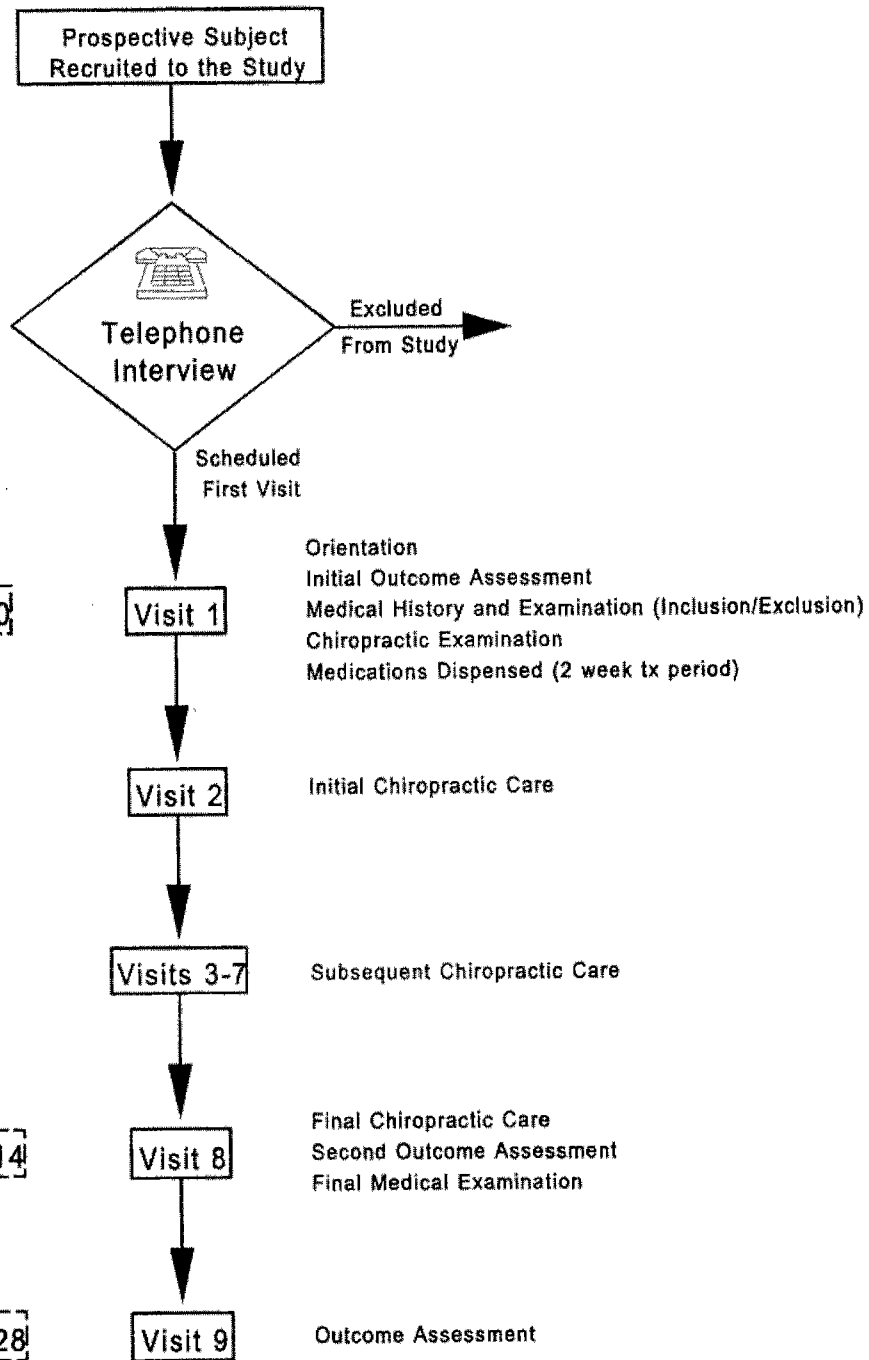 Prospective Subject
Recruited to the Study
Telephone
Interview
Excluded
From Study
Scheduled
First Visit
0
Visit 1
Orientation
Initial Outcome Assessment
Medical History and Examination (Inclusion/Exclusion)
Chiropractic Examination
Medications Dispensed (2 week tx period)
Visit 2
Initial Chiropractic Care
Visits 3-7
Subsequent Chiropractic Care
14
Visit 8
Final Chiropractic Care
Second Outcome Assessment
Final Medical Examination
28
Visit 9
Outcome Assessment